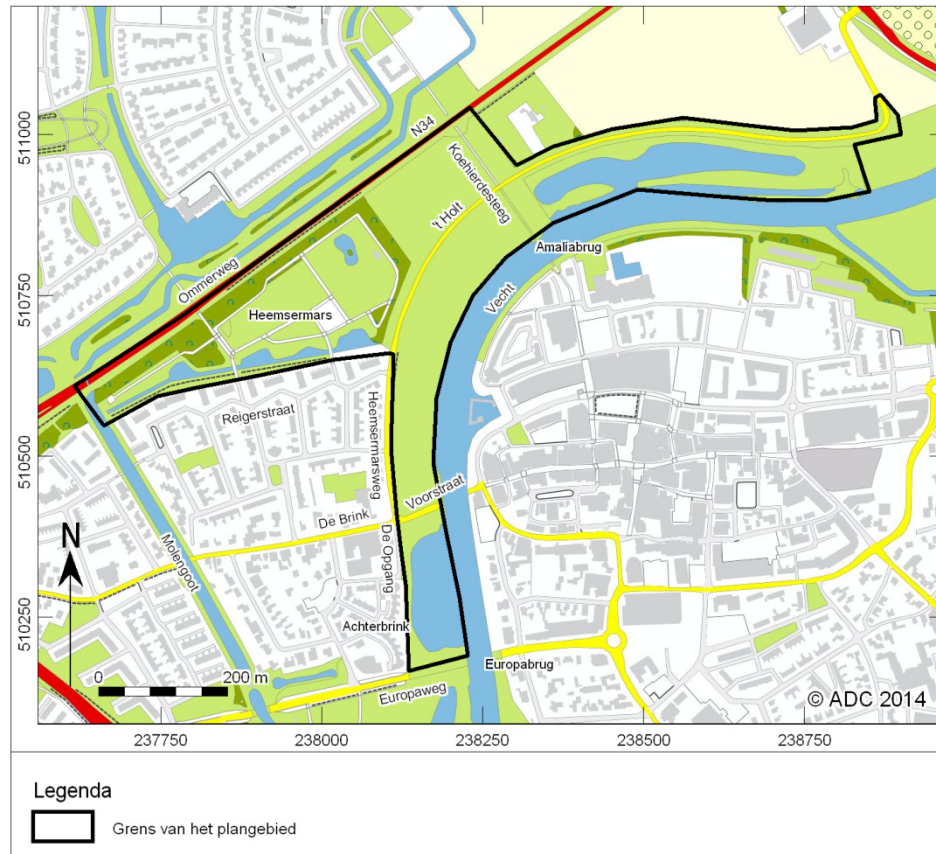 511000
510750
510500
510250
N34
Koehierdesteeg
't Holt
Ommerweg
Amaliabrug
Heemsermars
Vecht
Reigerstraat
Heemsermarsweg
Voorstraat
De Brink
De Opgang
Molengoot
N
Achterbrink
Europabrug
0 200 m
Europaweg
© ADC 2014
237750 238000 238250 238500 238750
Legenda
Grens van het plangebied